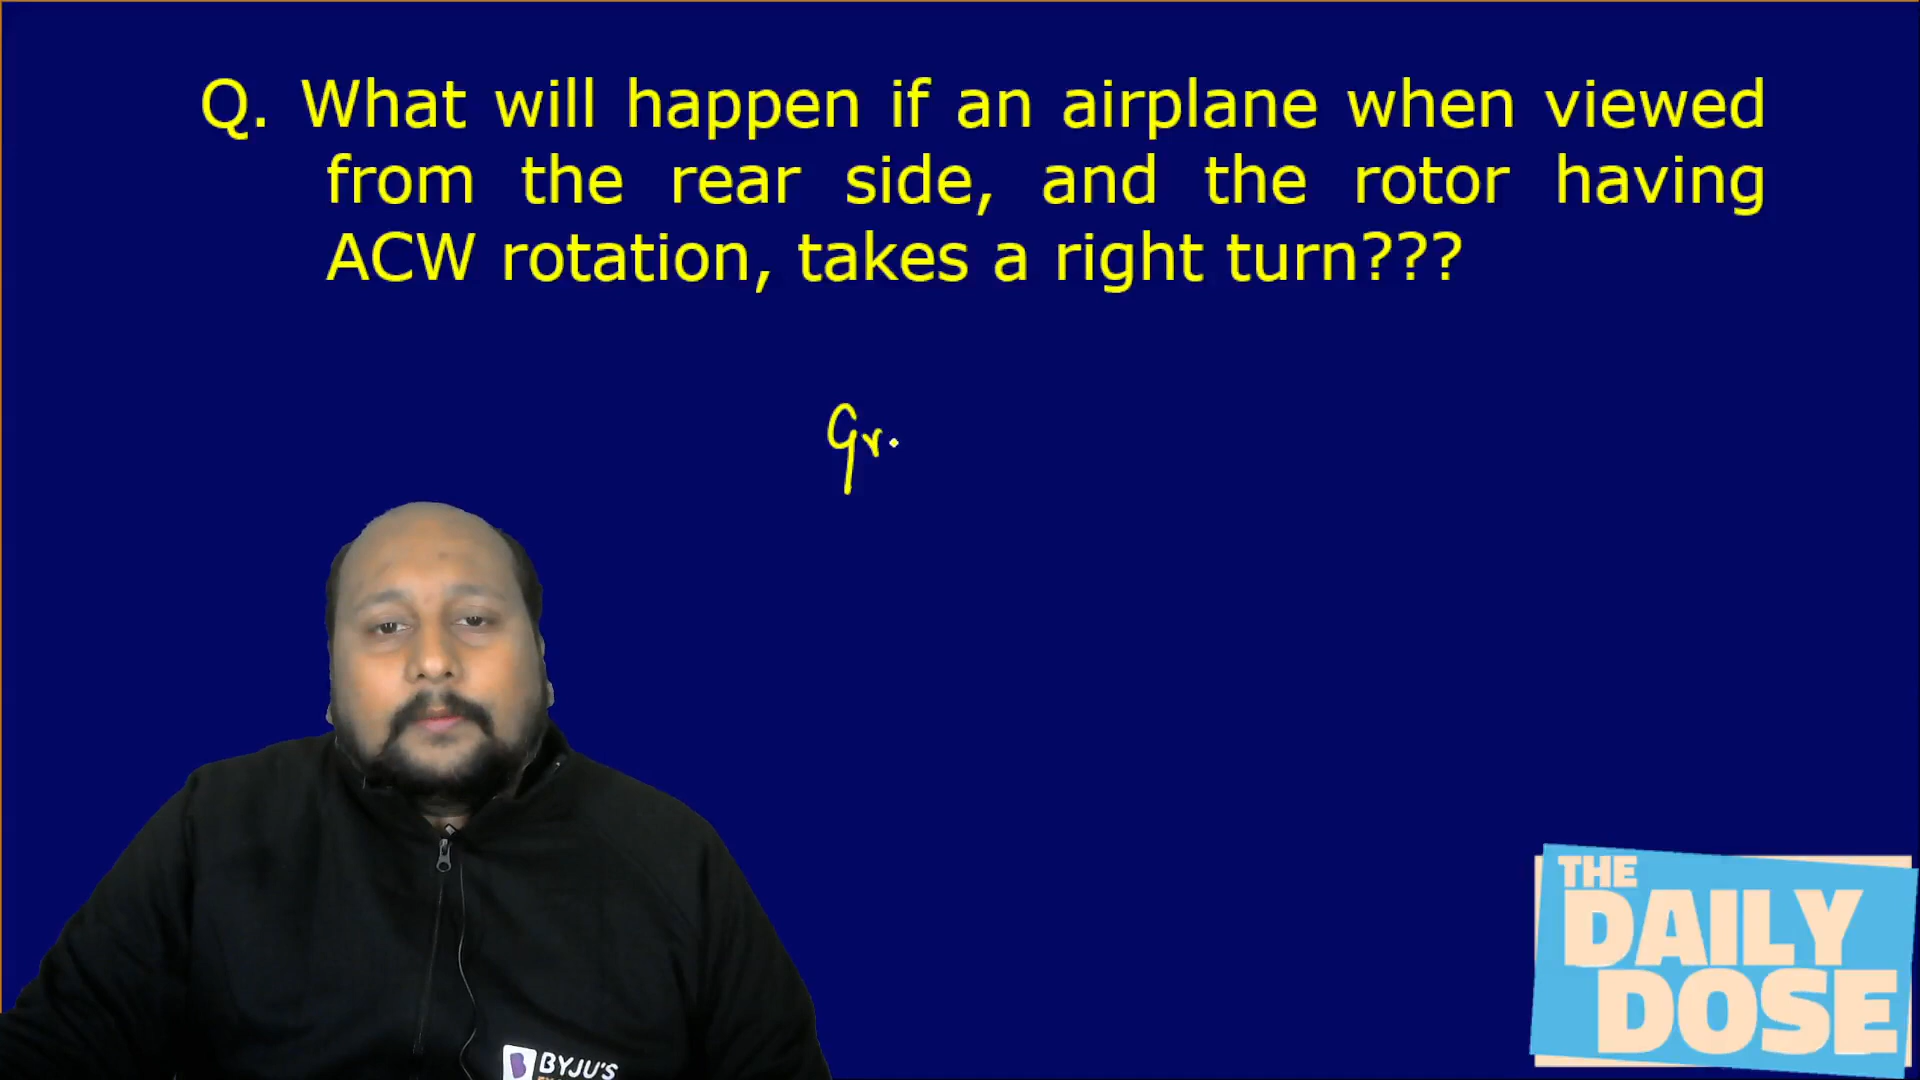 Q. What will happen if an airplane when viewed
from the rear side, and the rotor having
ACW rotation, takes a right turn???
Gr.
BYJU'S
THE
DAILY
DOSE